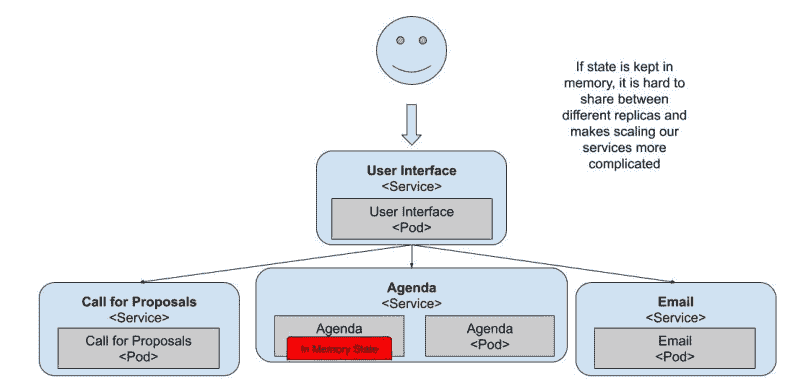 If state is kept in
memory, it is hard to
share between
different replicas and
makes scaling our
services more
complicated
User Interface
<Service>
User Interface
<Pod>
Call for Proposals
<Service>
Call for Proposals
<Pod>
Agenda
<Service>
Agenda
In Memory State
Agenda
<Pod>
Email
<Service>
Email
<Pod>